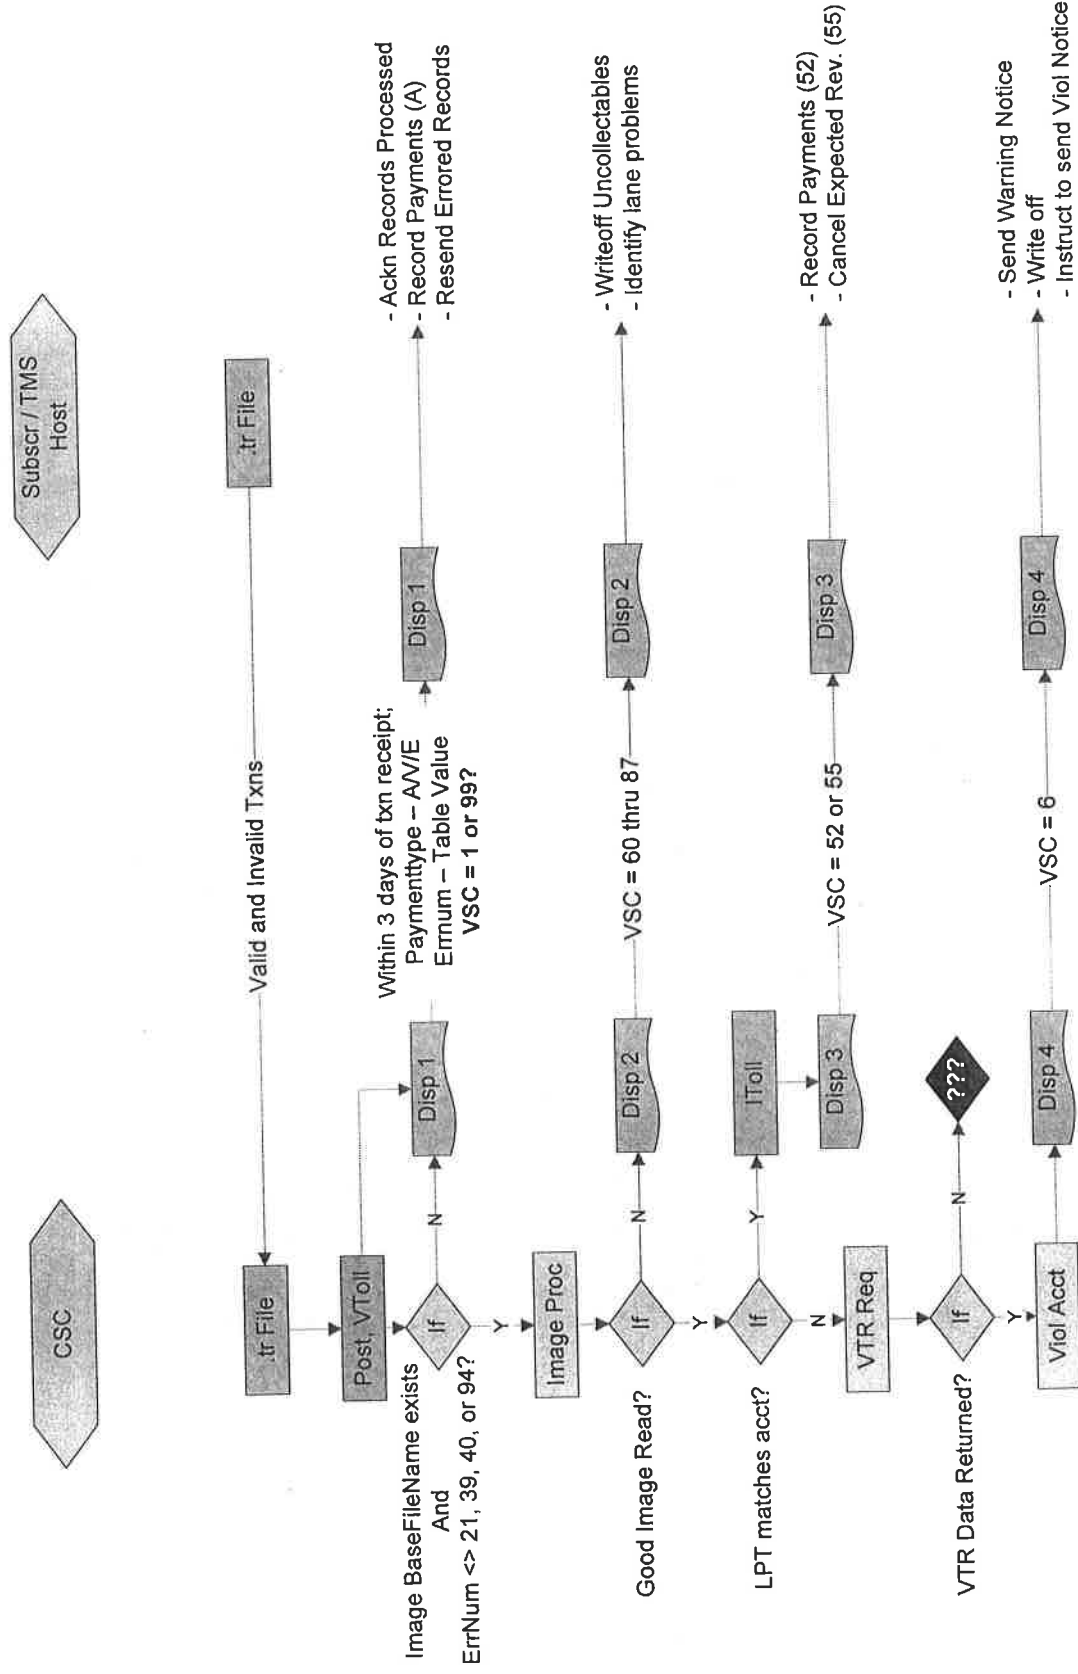 CSC
Subscr / TMS
Host
.tr File
Valid and Invalid Txns
.tr File
Post, VToll
Image BaseFileName exists
And
ErrNum <> 21, 39, 40, or 94?
If
N
Disp 1
Within 3 days of txn receipt;
Paymenttype – A/V/E
Errnum – Table Value
VSC = 1 or 99?
Disp 1
- Ackn Records Processed
- Record Payments (A)
- Resend Errored Records
Y
Image Proc
Good Image Read?
If
N
Disp 2
VSC = 60 thru 87
Disp 2
- Writeoff Uncollectables
- Identify lane problems
Y
LPT matches acct?
If
Y
IToll
Disp 3
VSC = 52 or 55
Disp 3
- Record Payments (52)
- Cancel Expected Rev. (55)
N
VTR Req
VTR Data Returned?
If
N
???
Y
Viol Acct
Disp 4
VSC = 6
Disp 4
- Send Warning Notice
- Write off
- Instruct to send Viol Notice